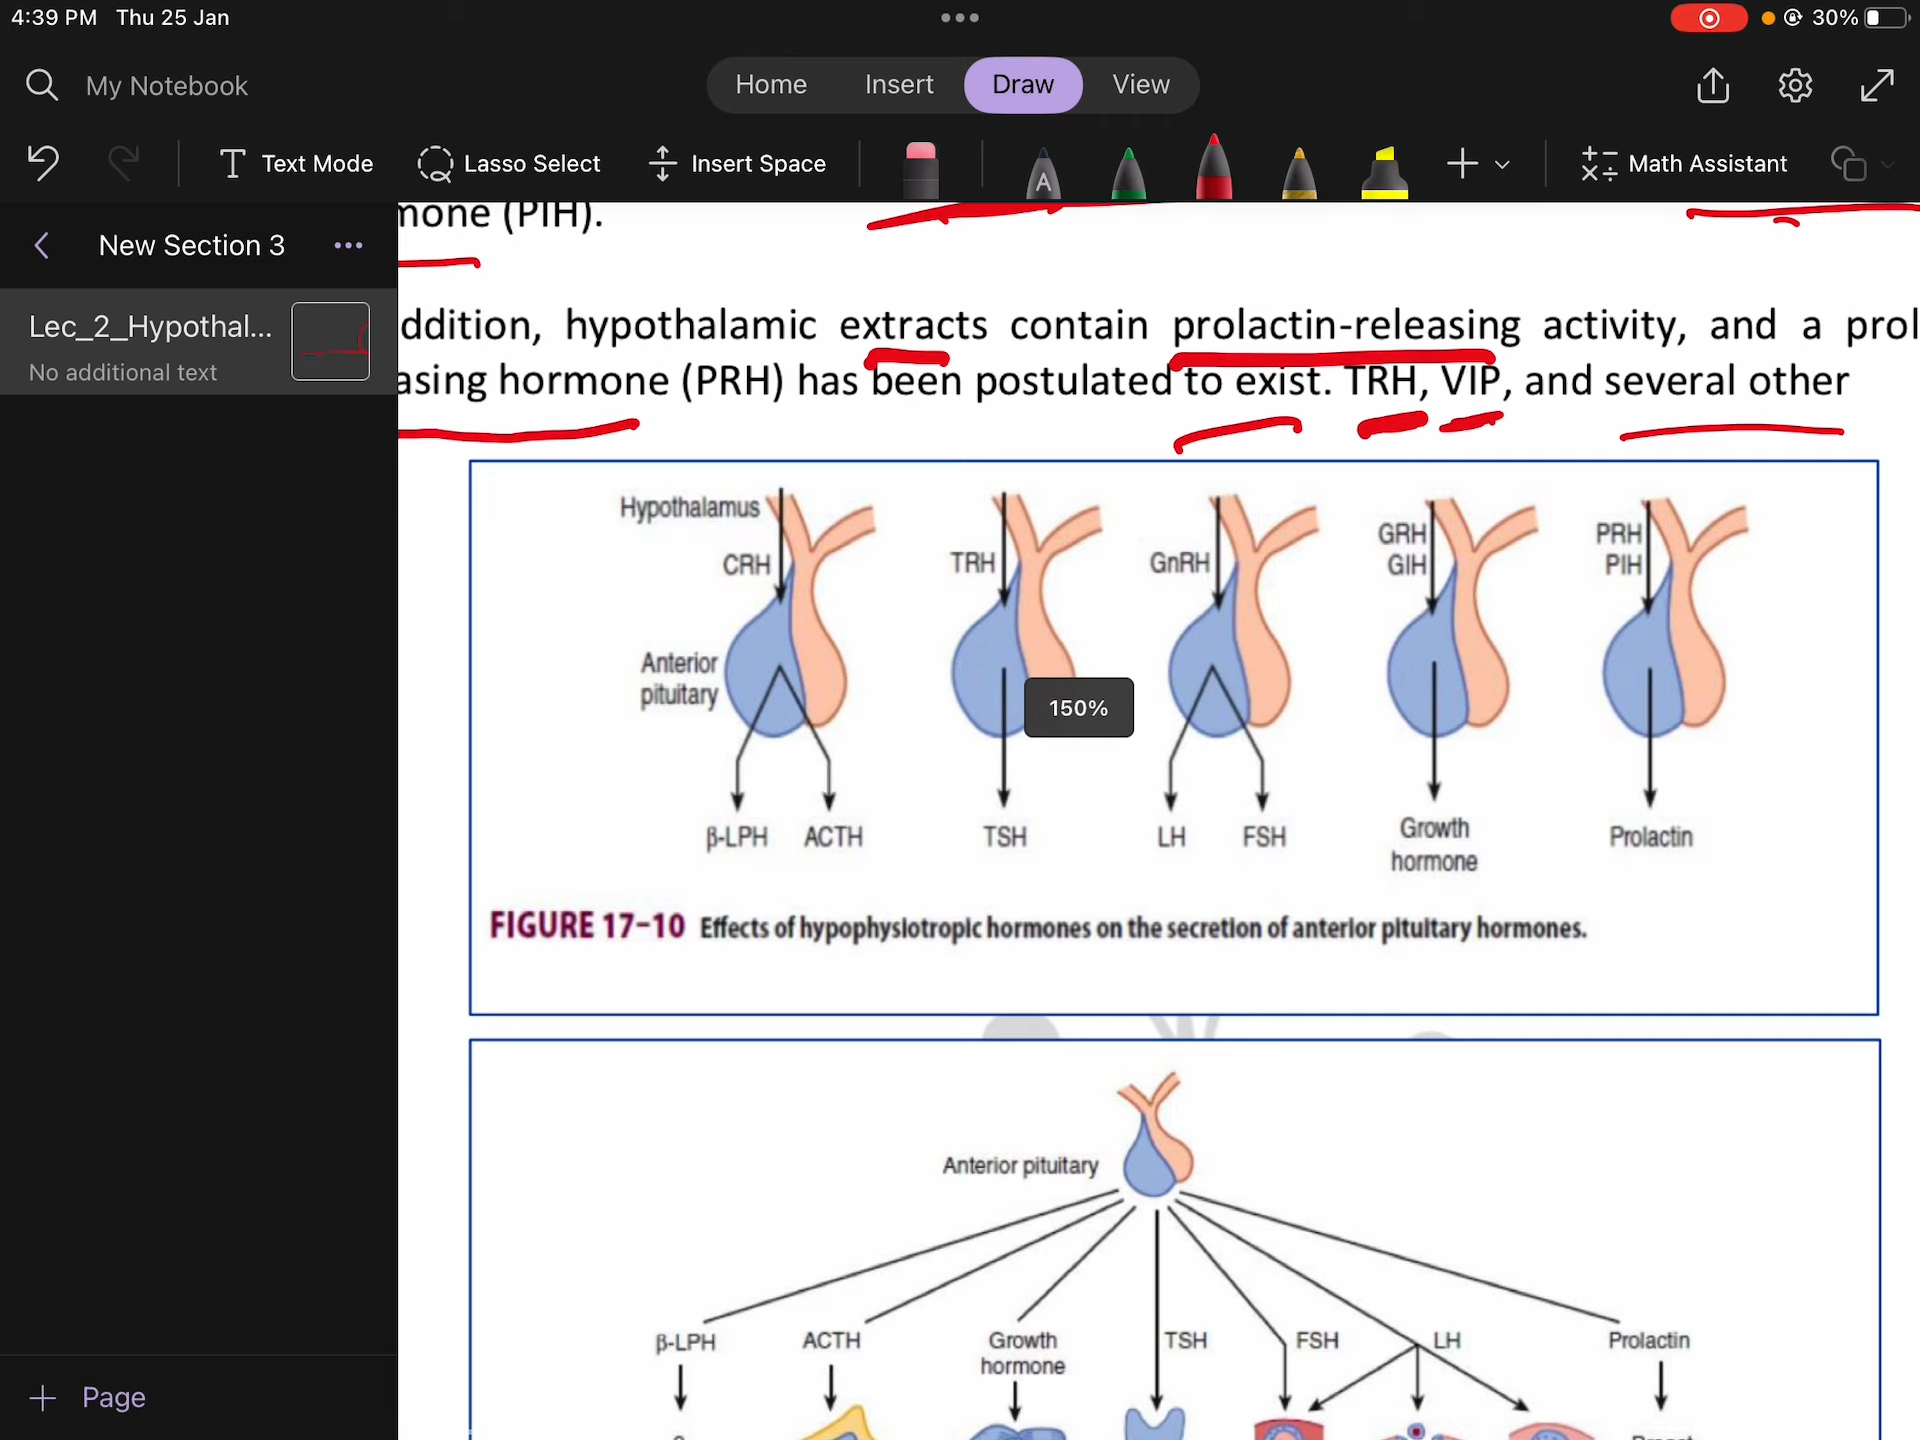 4:39 PM Thu 25 Jan
30%
My Notebook
Home Insert Draw View
Text Mode Lasso Select Insert Space A Math Assistant
New Section 3
Lec_2_Hypothal...
No additional text
Page
mone (PIH).
ddition, hypothalamic extracts contain prolactin-releasing activity, and a prol
asing hormone (PRH) has been postulated to exist. TRH, VIP, and several other
Hypothalamus
CRH TRH GnRH GRH GIH PRH PIH
Anterior
pituitary
150%
β-LPH ACTH TSH LH FSH Growth hormone Prolactin
FIGURE 17–10 Effects of hypophysiotropic hormones on the secretion of anterior pituitary hormones.
Anterior pituitary
β-LPH ACTH Growth hormone TSH FSH LH Prolactin